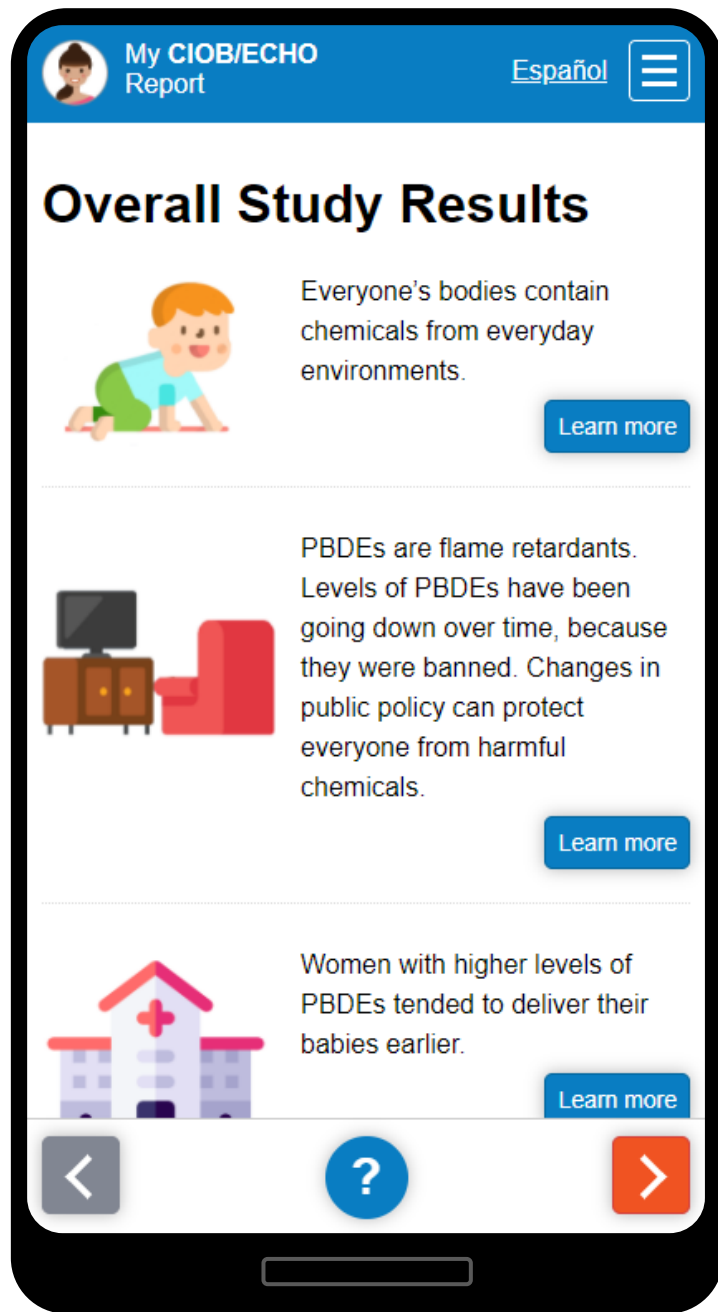 My CIOB/ECHO
Report
Español
Overall Study Results
Everyone’s bodies contain
chemicals from everyday
environments.
Learn more
PBDEs are flame retardants.
Levels of PBDEs have been
going down over time, because
they were banned. Changes in
public policy can protect
everyone from harmful
chemicals.
Learn more
Women with higher levels of
PBDEs tended to deliver their
babies earlier.
Learn more
?